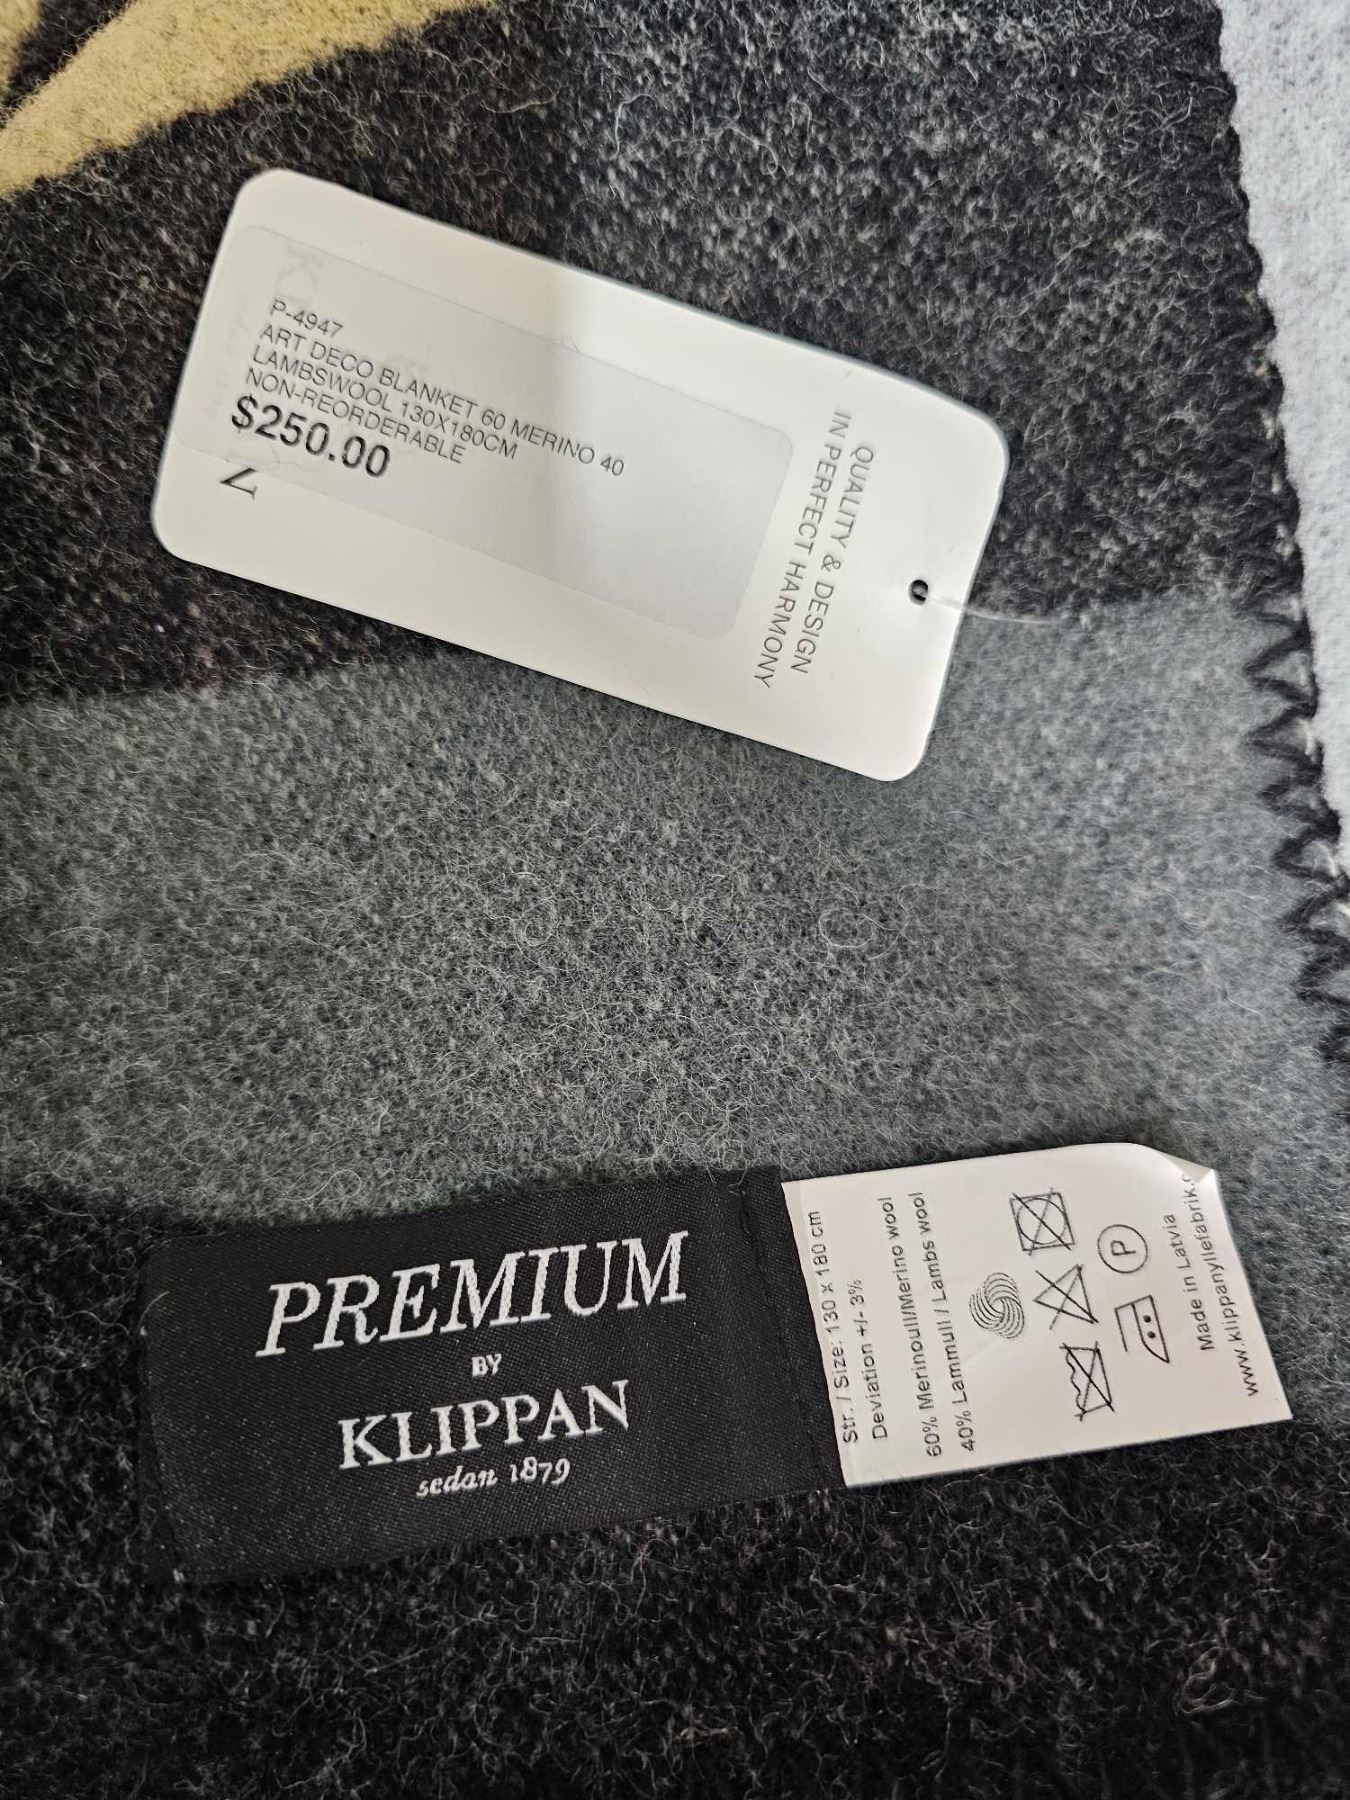 P-4947
ART DECO BLANKET 60 MERINO 40
LAMBSWOOL 130X180CM
NON-REORDERABLE
$250.00
QUALITY & DESIGN
IN PERFECT HARMONY
PREMIUM
BY
KLIPPAN
sedan 1879
Str. / Size: 130 x 180 cm
Deviation +/- 3%
60% Merinoull/Merino wool
40% Lammull / Lambs wool
P
Made in Latvia
www.klippanyllefabrik.c